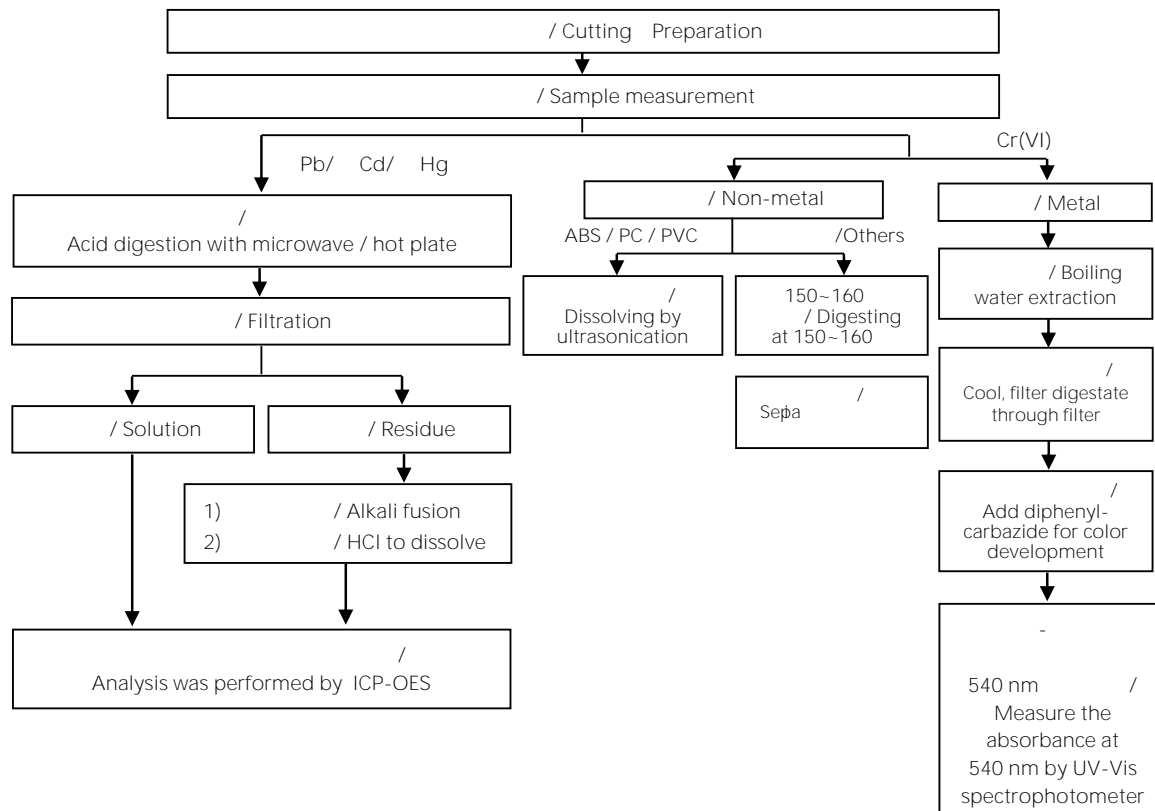 / Cutting Preparation
/ Sample measurement
Pb/ Cd/ Hg
Cr(VI)
/
Acid digestion with microwave / hot plate
/ Filtration
/ Solution
/ Residue
1) / Alkali fusion
2) / HCl to dissolve
/
Analysis was performed by ICP-OES
/ Non-metal
ABS / PC / PVC
/Others
/
Dissolving by
ultrasonication
150~160
/ Digesting
at 150~160
/
/ Metal
/ Boiling
water extraction
/
Cool, filter digestate
through filter
/
Add diphenyl-
carbazide for color
development
-
540 nm /
Measure the
absorbance at
540 nm by UV-Vis
spectrophotometer